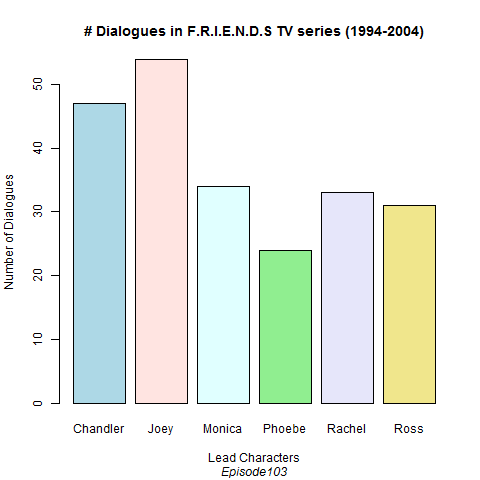 # Dialogues in F.R.I.E.N.D.S TV series (1994-2004)
Number of Dialogues
50
40
30
20
10
0
Chandler Joey Monica Phoebe Rachel Ross
Lead Characters
Episode103